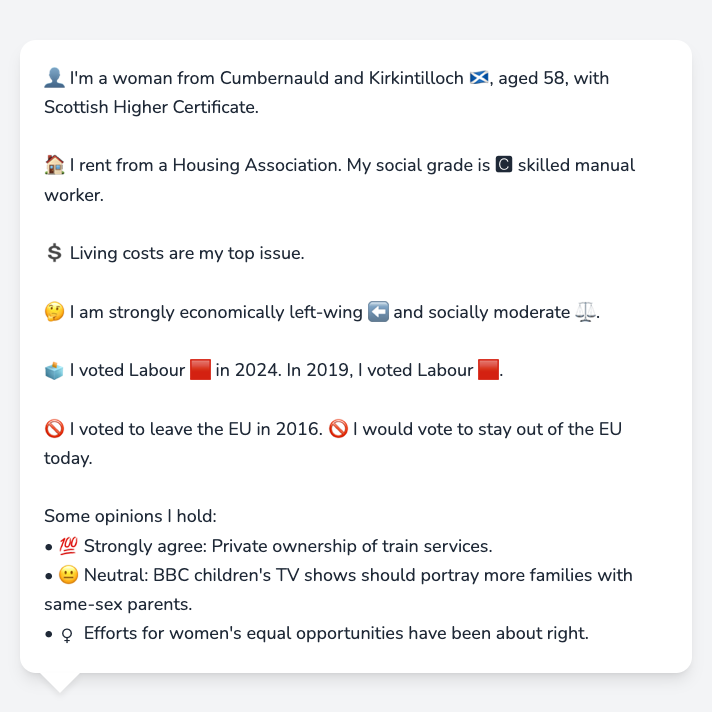 👤 I'm a woman from Cumbernauld and Kirkintilloch 🏴󠁧󠁢󠁳󠁣󠁴󠁿, aged 58, with
Scottish Higher Certificate.
🏠 I rent from a Housing Association. My social grade is 🅲 skilled manual
worker.
💲 Living costs are my top issue.
🤔 I am strongly economically left-wing ⬅️ and socially moderate ⚖️.
🗳️ I voted Labour 🟥 in 2024. In 2019, I voted Labour 🟥.
🚫 I voted to leave the EU in 2016. 🚫 I would vote to stay out of the EU
today.
Some opinions I hold:
• 💯 Strongly agree: Private ownership of train services.
• 😐 Neutral: BBC children's TV shows should portray more families with
same-sex parents.
• ♀ Efforts for women's equal opportunities have been about right.